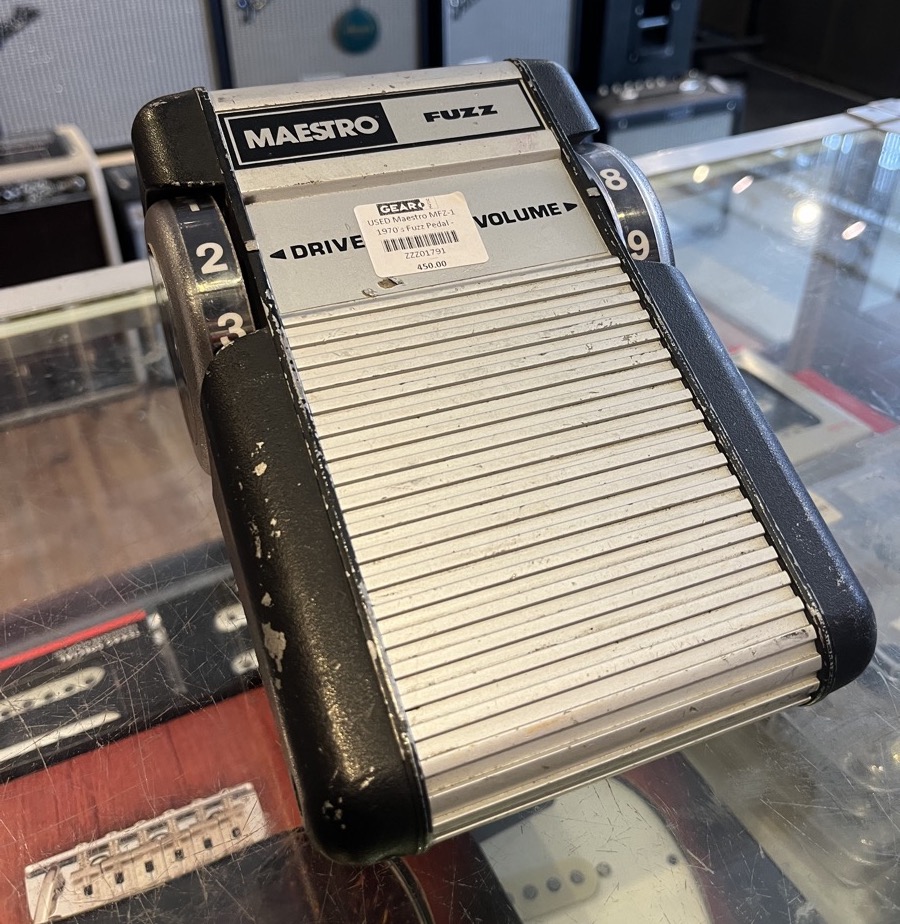 MAESTRO
FUZZ
8
9
2
3
◄DRIVE
VOLUME►
GEAR
USED Maestro MFZ-1
1970's Fuzz Pedal -
ZZZ01791
450.00